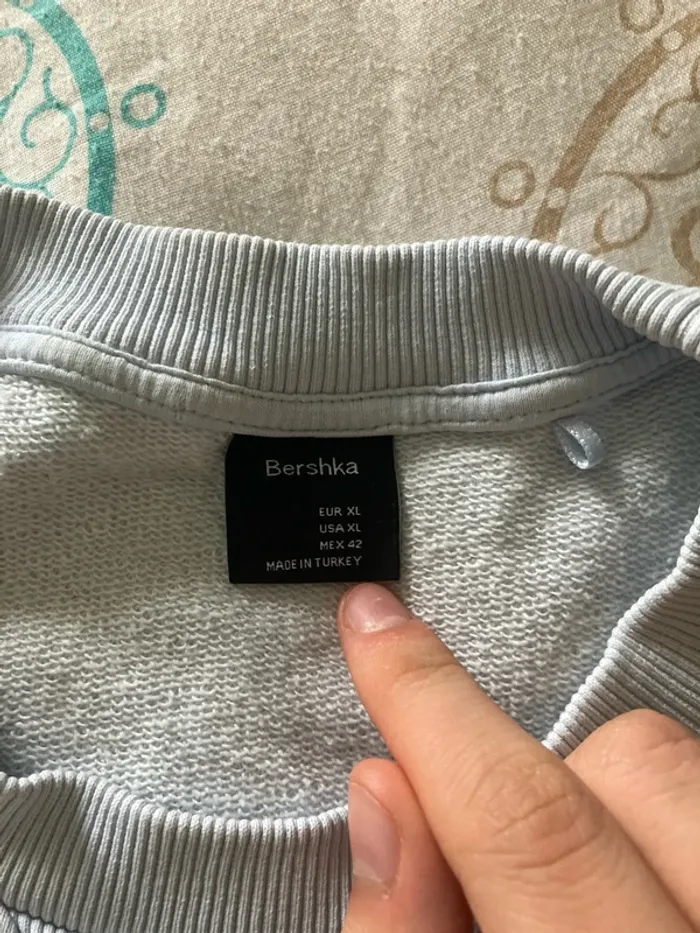 Bershka
EUR XL
USA XL
MEX 42
MADE IN TURKEY